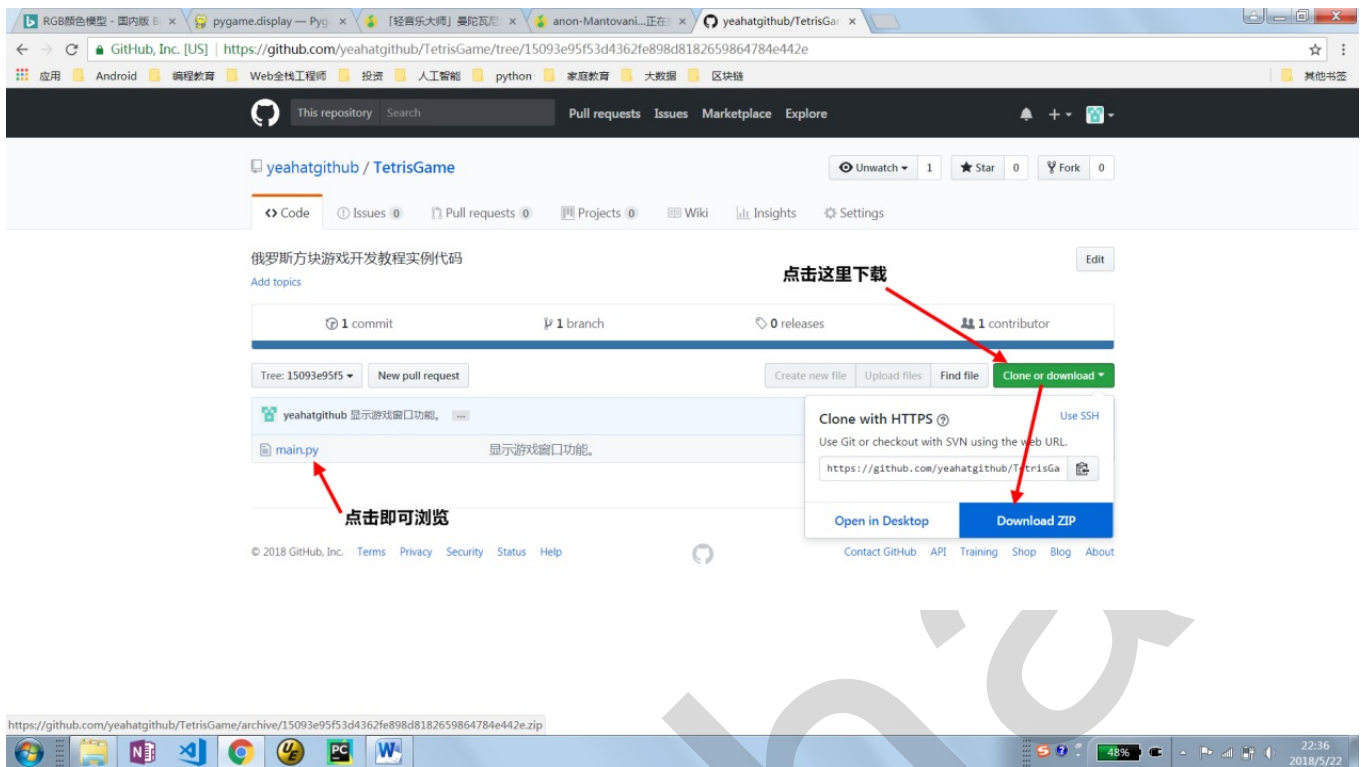 RGB颜色模型 - 国内版 B
pygame.display — Pyg
「轻音乐大师」曼陀瓦尼
anon-Mantovani...正在
yeahatgithub/TetrisGar
GitHub, Inc. [US] | https://github.com/yeahatgithub/TetrisGame/tree/15093e95f53d4362fe898d8182659864784e442e
应用 Android 编程教育 Web全栈工程师 投资 人工智能 python 家庭教育 大数据 区块链 其他书签
This repository Search Pull requests Issues Marketplace Explore
yeahatgithub / TetrisGame Unwatch 1 Star 0 Fork 0
Code Issues 0 Pull requests 0 Projects 0 Wiki Insights Settings
俄罗斯方块游戏开发教程实例代码 Edit
点击这里下载
Add topics
1 commit 1 branch 0 releases 1 contributor
Tree: 15093e95f5 New pull request Create new file Upload files Find file Clone or download
yeahatgithub 显示游戏窗口功能。 ...
main.py 显示游戏窗口功能。
Clone with HTTPS Use SSH
Use Git or checkout with SVN using the web URL.
https://github.com/yeahatgithub/TetrisGa
Open in Desktop Download ZIP
点击即可浏览
© 2018 GitHub, Inc. Terms Privacy Security Status Help Contact GitHub API Training Shop Blog About
https://github.com/yeahatgithub/TetrisGame/archive/15093e95f53d4362fe898d8182659864784e442e.zip
48% 22:36
2018/5/22